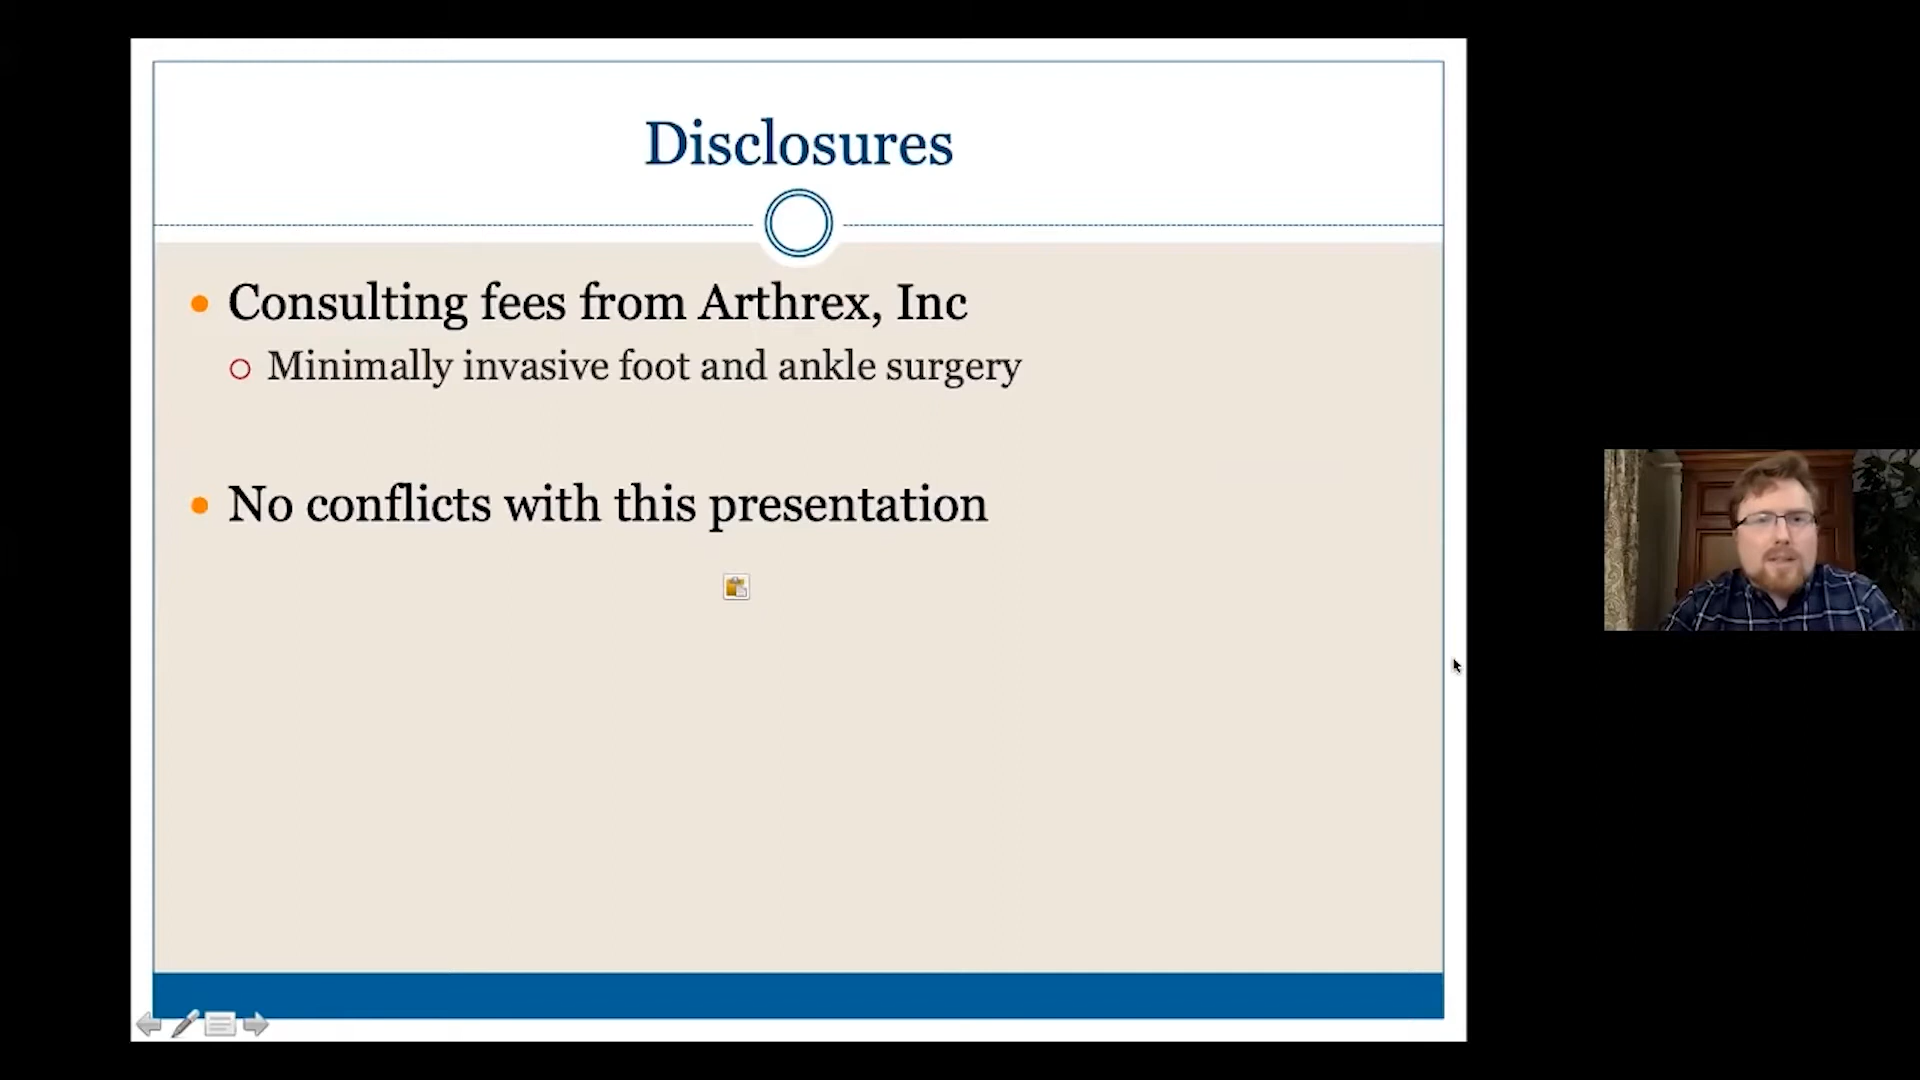 Disclosures
Consulting fees from Arthrex, Inc
Minimally invasive foot and ankle surgery
No conflicts with this presentation